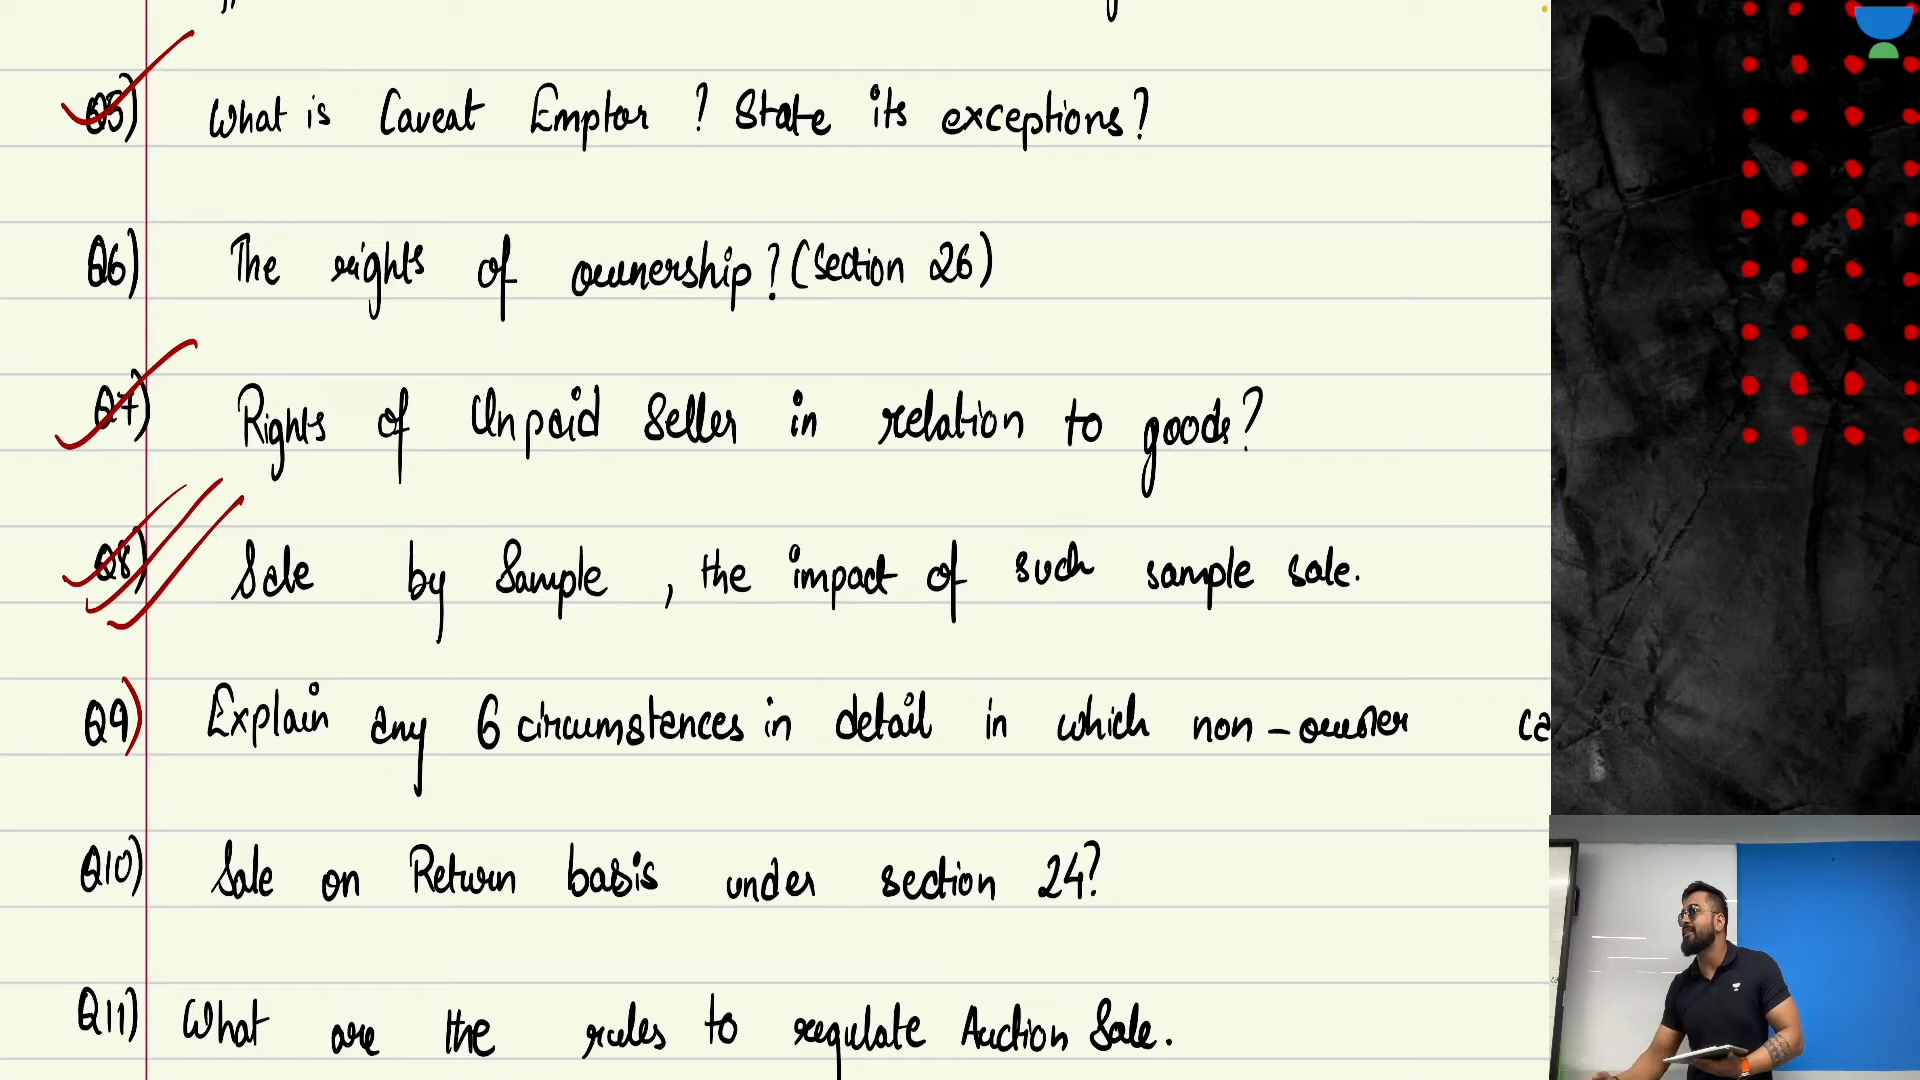 Q5) What is Caveat Emptor ? State its exceptions?
Q6) The rights of ownership? (Section 26)
Q7) Rights of Unpaid Seller in relation to goods?
Q8) Sale by Sample, the impact of such sample sale.
Q9) Explain any 6 circumstances in detail in which non-owner ca
Q10) Sale on Return basis under section 24?
Q11) What are the rules to regulate Auction Sale.